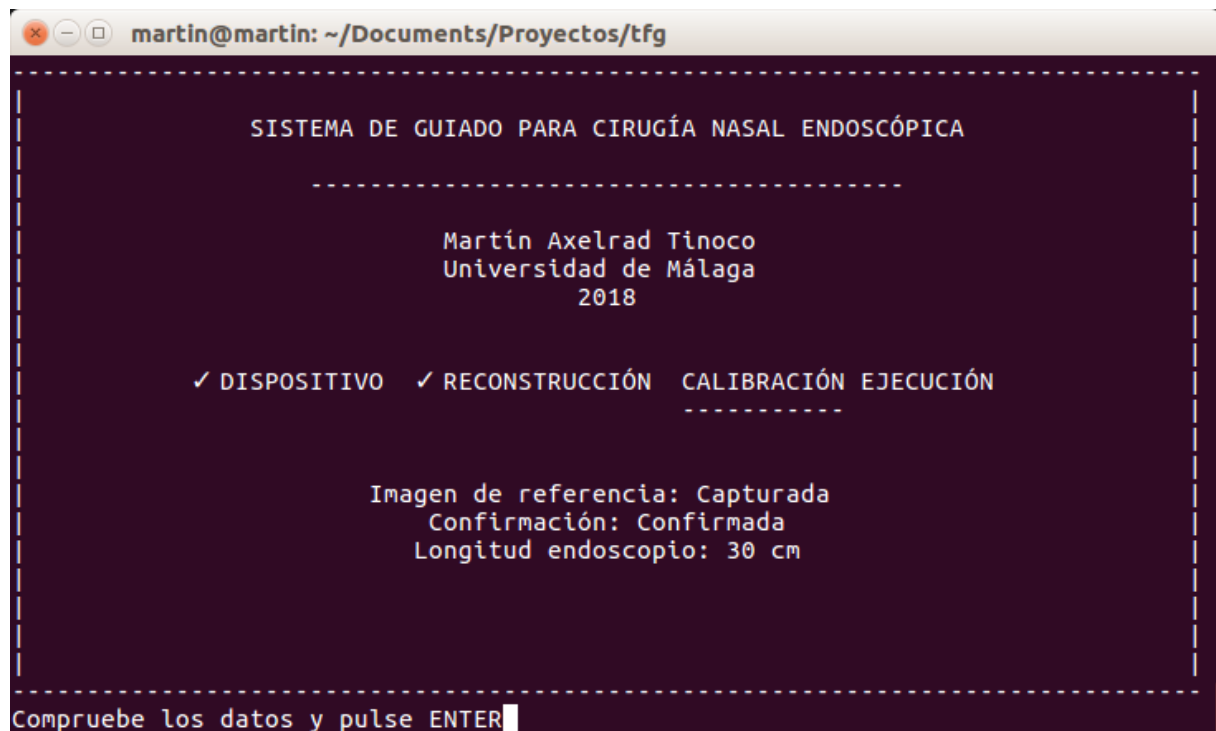 martin@martin: ~/Documents/Proyectos/tfg
SISTEMA DE GUIADO PARA CIRUGÍA NASAL ENDOSCÓPICA
Martín Axelrad Tinoco
Universidad de Málaga
2018
✓ DISPOSITIVO ✓ RECONSTRUCCIÓN CALIBRACIÓN EJECUCIÓN
Imagen de referencia: Capturada
Confirmación: Confirmada
Longitud endoscopio: 30 cm
Compruebe los datos y pulse ENTER